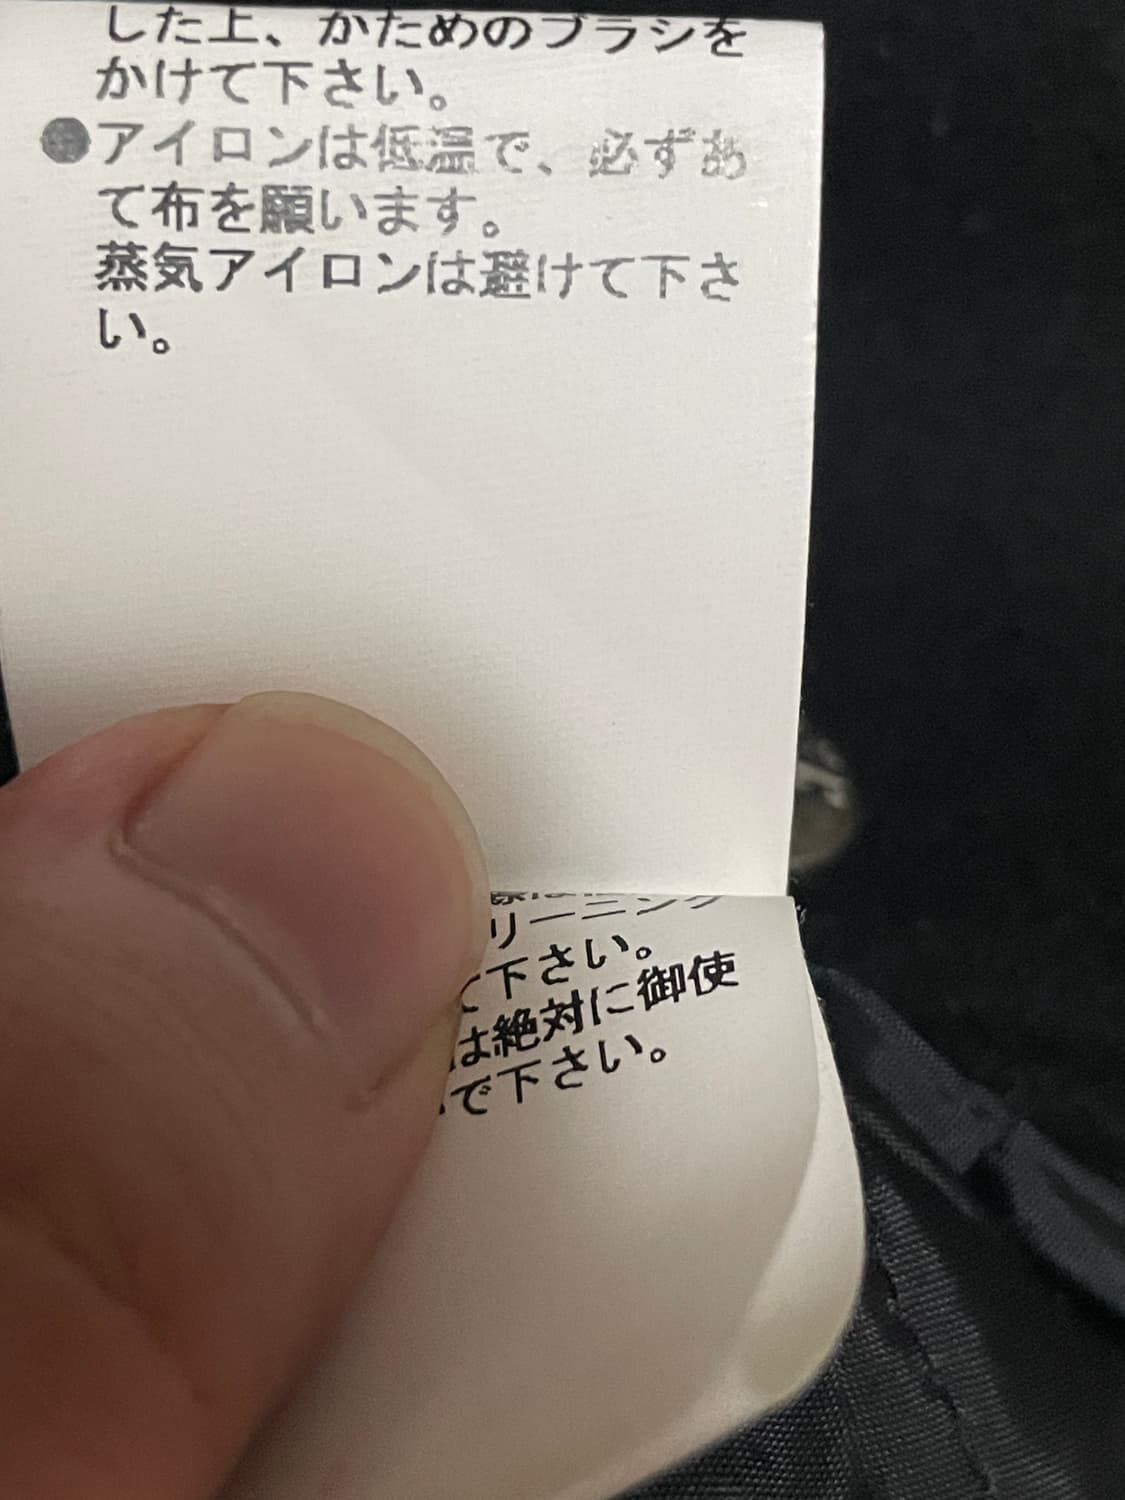 した上、かためのブラシを
かけて下さい。
●アイロンは低温で、必ずあ
て布を願います。
蒸気アイロンは避けて下さ
い。
リーニング
て下さい。
は絶対に御使
で下さい。